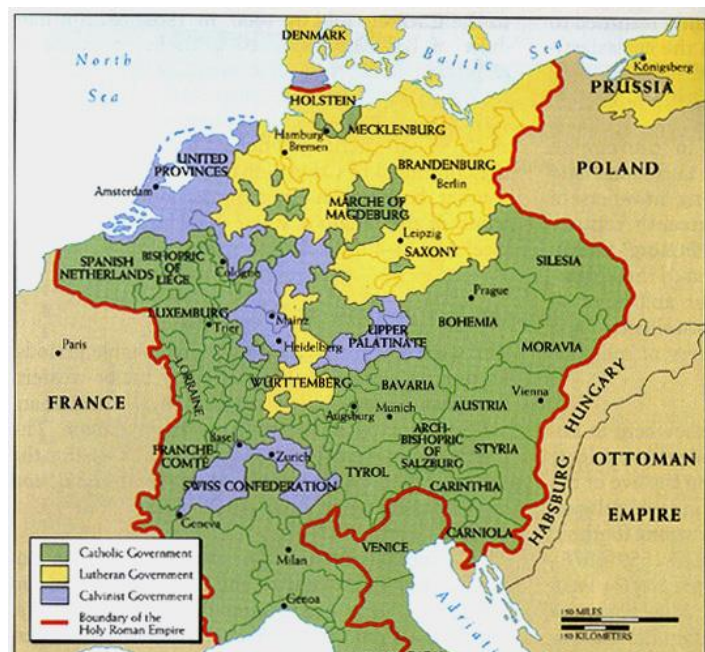 DENMARK
North
Sea
Baltic Sea
Königsberg
PRUSSIA
HOLSTEIN
MECKLENBURG
Hamburg
Bremen
UNITED
PROVINCES
Amsterdam
BRANDENBURG
Berlin
POLAND
MARCHE OF
MAGDEBURG
Leipzig
SAXONY
SPANISH
NETHERLANDS
BISHOPRIC
OF
LIEGE
Cologne
SILESIA
Prague
BOHEMIA
LUXEMBURG
Trier
Mainz
Heidelberg
UPPER
PALATINATE
MORAVIA
Paris
FRANCE
LORRAINE
WÜRTTEMBERG
BAVARIA
Augsburg
Munich
AUSTRIA
Vienna
HABSBURG HUNGARY
OTTOMAN
EMPIRE
FRANCHE-
COMTÉ
Basel
Zurich
SWISS CONFEDERATION
TYROL
ARCH-
BISHOPRIC
OF
SALZBURG
STYRIA
CARINTHIA
CARNIOLA
Geneva
Milan
VENICE
Genoa
Adriati
Catholic Government
Lutheran Government
Calvinist Government
Boundary of the
Holy Roman Empire
150 MILES
150 KILOMETERS